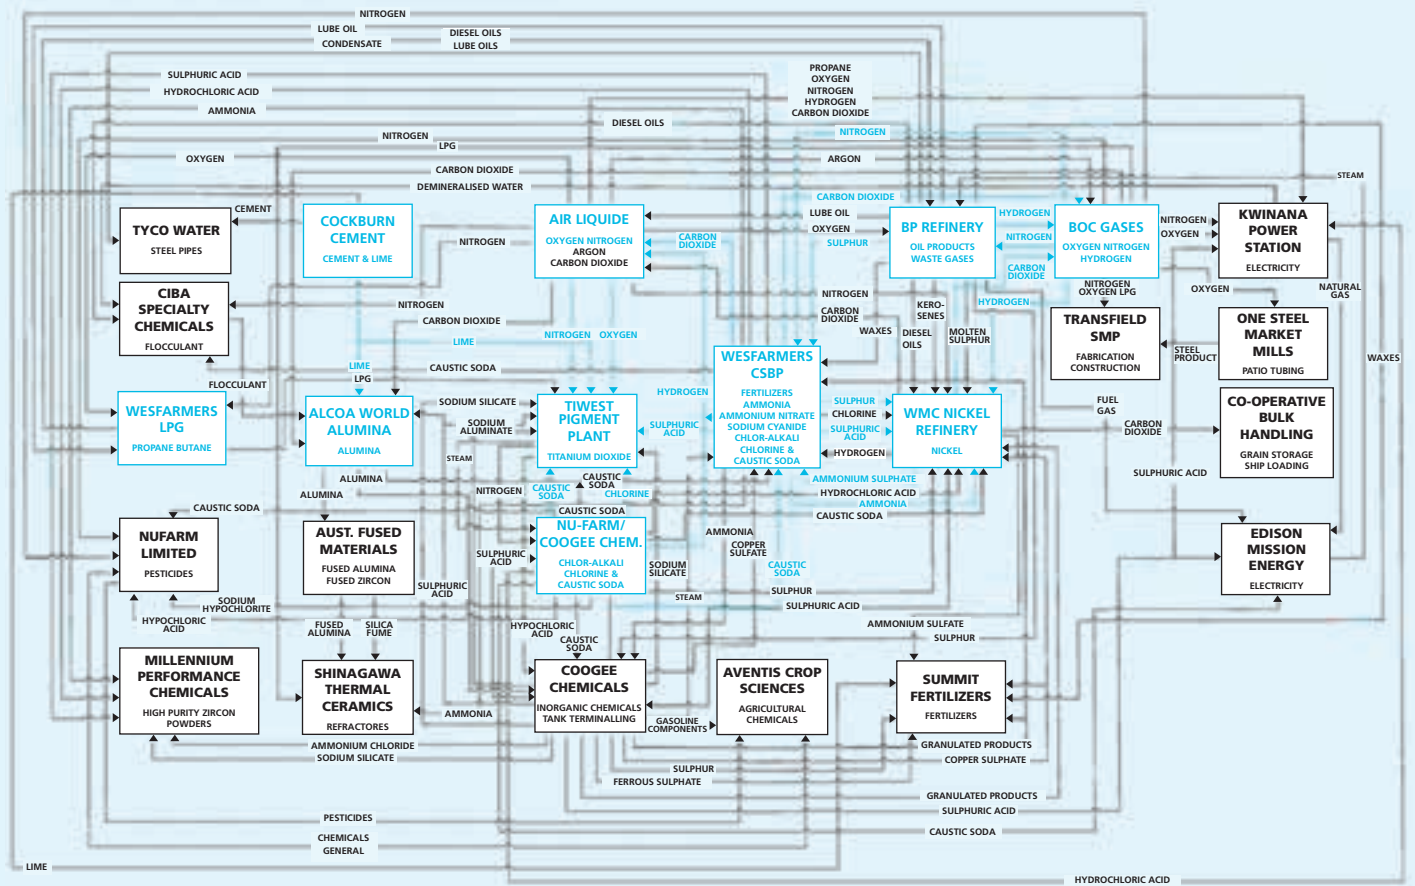 NITROGEN
LUBE OIL
DIESEL OILS
CONDENSATE
LUBE OILS
SULPHURIC ACID
HYDROCHLORIC ACID
AMMONIA
PROPANE
OXYGEN
NITROGEN
HYDROGEN
CARBON DIOXIDE
DIESEL OILS
NITROGEN
NITROGEN
LPG
OXYGEN
ARGON
CARBON DIOXIDE
DEMINERALISED WATER
STEAM
CARBON DIOXIDE
CEMENT
TYCO WATER
STEEL PIPES
COCKBURN
CEMENT
CEMENT & LIME
AIR LIQUIDE
OXYGEN NITROGEN
ARGON
CARBON DIOXIDE
NITROGEN
CARBON
DIOXIDE
LUBE OIL
OXYGEN
SULPHUR
BP REFINERY
OIL PRODUCTS
WASTE GASES
HYDROGEN
NITROGEN
CARBON
DIOXIDE
HYDROGEN
BOC GASES
OXYGEN NITROGEN
HYDROGEN
NITROGEN
OXYGEN
KWINANA
POWER
STATION
ELECTRICITY
CIBA
SPECIALTY
CHEMICALS
FLOCCULANT
NITROGEN
CARBON DIOXIDE
LIME
NITROGEN
OXYGEN
NITROGEN
CARBON
DIOXIDE
WAXES
KERO-
SENES
DIESEL
OILS
MOLTEN
SULPHUR
NITROGEN
OXYGEN LPG
OXYGEN
NATURAL
GAS
TRANSFIELD
SMP
FABRICATION
CONSTRUCTION
STEEL
PRODUCT
ONE STEEL
MARKET
MILLS
PATIO TUBING
WAXES
LIME
LPG
CAUSTIC SODA
FLOCCULANT
WESFARMERS
LPG
PROPANE BUTANE
ALCOA WORLD
ALUMINA
ALUMINA
SODIUM SILICATE
SODIUM
ALUMINATE
STEAM
TIWEST
PIGMENT
PLANT
TITANIUM DIOXIDE
HYDROGEN
SULPHURIC
ACID
WESFARMERS
CSBP
FERTILIZERS
AMMONIA
AMMONIUM NITRATE
SODIUM CYANIDE
CHLOR-ALKALI
CHLORINE &
CAUSTIC SODA
SULPHUR
CHLORINE
SULPHURIC
ACID
HYDROGEN
WMC NICKEL
REFINERY
NICKEL
FUEL
GAS
CARBON
DIOXIDE
CO-OPERATIVE
BULK
HANDLING
GRAIN STORAGE
SHIP LOADING
SULPHURIC ACID
ALUMINA
ALUMINA
NITROGEN
CAUSTIC
SODA
CAUSTIC
SODA
CHLORINE
AMMONIUM SULPHATE
HYDROCHLORIC ACID
AMMONIA
CAUSTIC SODA
CAUSTIC SODA
CAUSTIC SODA
NUFARM
LIMITED
PESTICIDES
AUST. FUSED
MATERIALS
FUSED ALUMINA
FUSED ZIRCON
SULPHURIC
ACID
SULPHURIC
ACID
NU-FARM/
COOGEE CHEM.
CHLOR-ALKALI
CHLORINE &
CAUSTIC SODA
SODIUM
SILICATE
STEAM
AMMONIA
COPPER
SULFATE
CAUSTIC
SODA
SULPHUR
SULPHURIC ACID
EDISON
MISSION
ENERGY
ELECTRICITY
SODIUM
HYPOCHLORITE
HYPOCHLORIC
ACID
FUSED
ALUMINA
SILICA
FUME
HYPOCHLORIC
ACID
CAUSTIC
SODA
AMMONIUM SULFATE
SULPHUR
MILLENNIUM
PERFORMANCE
CHEMICALS
HIGH PURITY ZIRCON
POWDERS
SHINAGAWA
THERMAL
CERAMICS
REFRACTORES
AMMONIA
COOGEE
CHEMICALS
INORGANIC CHEMICALS
TANK TERMINALLING
GASOLINE
COMPONENTS
AVENTIS CROP
SCIENCES
AGRICULTURAL
CHEMICALS
SUMMIT
FERTILIZERS
FERTILIZERS
AMMONIUM CHLORIDE
SODIUM SILICATE
GRANULATED PRODUCTS
COPPER SULPHATE
SULPHUR
FERROUS SULPHATE
GRANULATED PRODUCTS
SULPHURIC ACID
PESTICIDES
CAUSTIC SODA
CHEMICALS
GENERAL
LIME
HYDROCHLORIC ACID